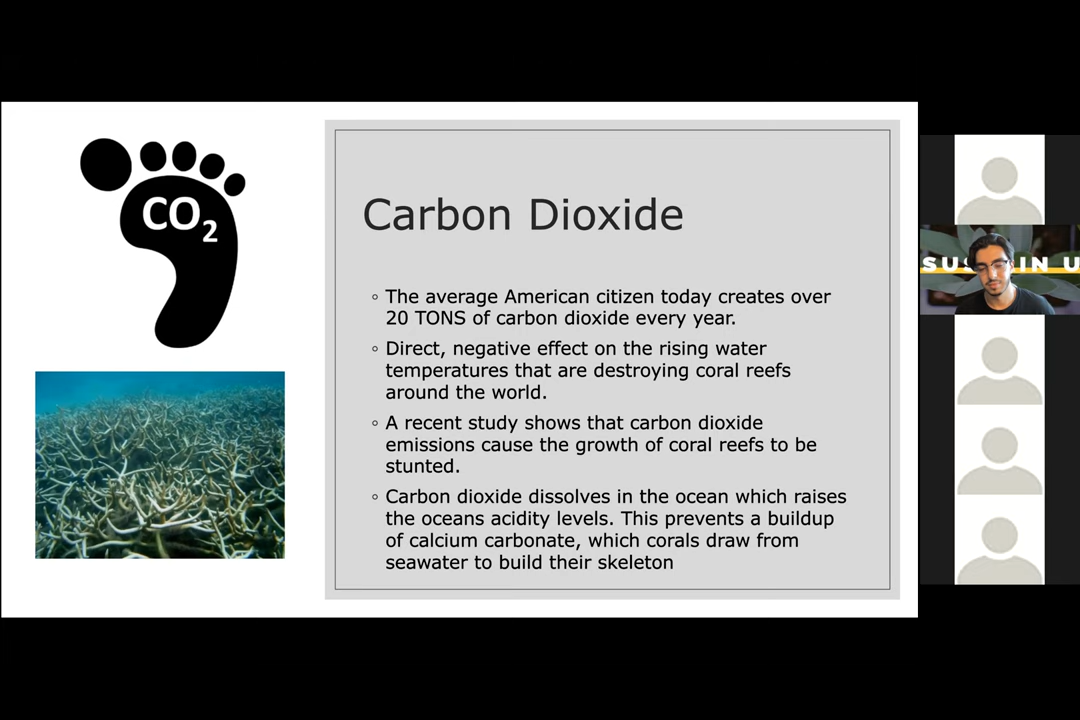 CO2
Carbon Dioxide
◦ The average American citizen today creates over
20 TONS of carbon dioxide every year.
◦ Direct, negative effect on the rising water
temperatures that are destroying coral reefs
around the world.
◦ A recent study shows that carbon dioxide
emissions cause the growth of coral reefs to be
stunted.
◦ Carbon dioxide dissolves in the ocean which raises
the oceans acidity levels. This prevents a buildup
of calcium carbonate, which corals draw from
seawater to build their skeleton